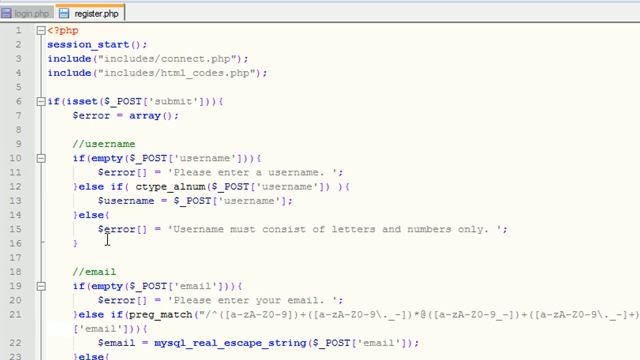 login.php register.php
1 <?php
2 session_start();
3 include("includes/connect.php");
4 include("includes/html_codes.php");
5
6 if(isset($_POST['submit'])){
7 $error = array();
8
9 //username
10 if(empty($_POST['username'])){
11 $error[] = 'Please enter a username. ';
12 }else if( ctype_alnum($_POST['username']) ){
13 $username = $_POST['username'];
14 }else{
15 $error[] = 'Username must consist of letters and numbers only. ';
16 }
17
18 //email
19 if(empty($_POST['email'])){
20 $error[] = 'Please enter your email. ';
21 }else if(preg_match("/^([a-zA-Z0-9])+([a-zA-Z0-9\._-])*@([a-zA-Z0-9_-])+([a-zA-Z0-9\._-]+)
['email'])){
22 $email = mysql_real_escape_string($_POST['email']);
}else{